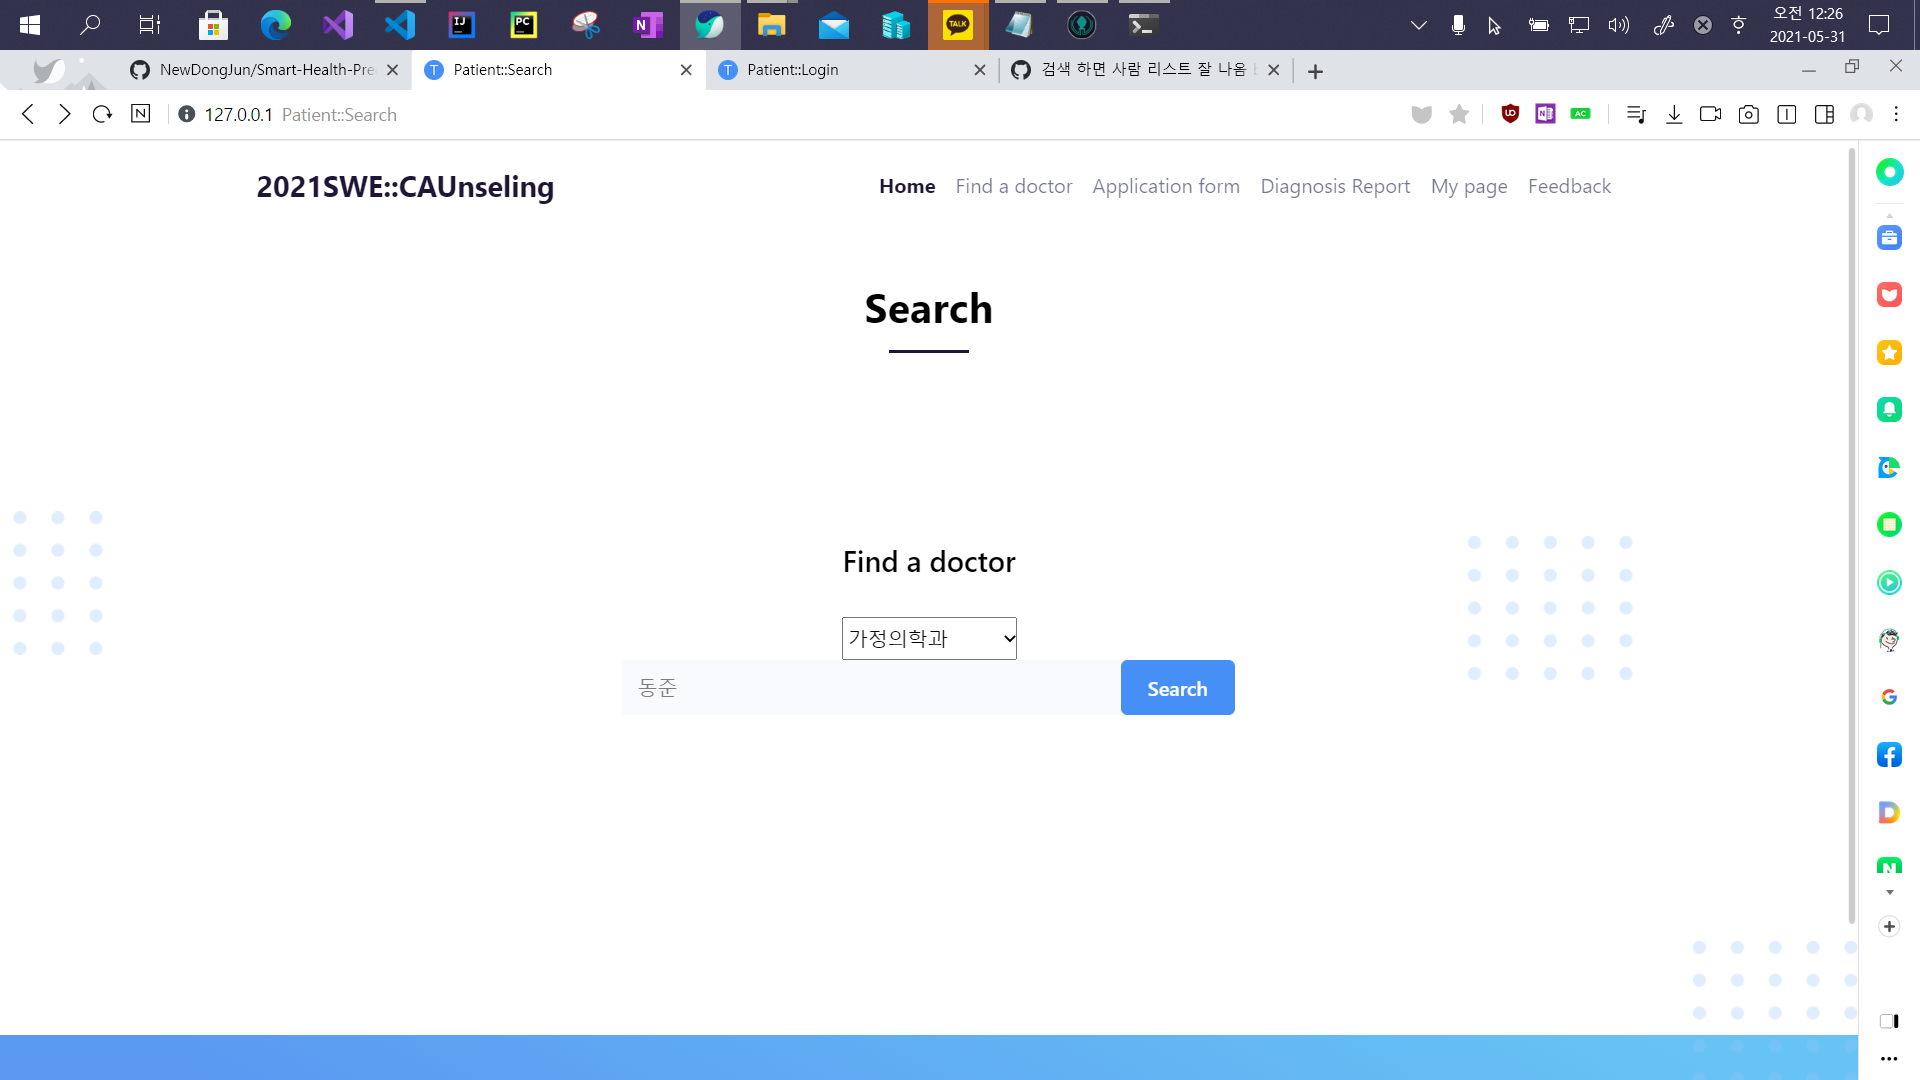 오전 12:26
2021-05-31
NewDongJun/Smart-Health-Pre
Patient::Search
Patient::Login
검색 하면 사람 리스트 잘 나옴
127.0.0.1 Patient::Search
2021SWE::CAUnseling
Home Find a doctor Application form Diagnosis Report My page Feedback
Search
Find a doctor
가정의학과
동준 Search